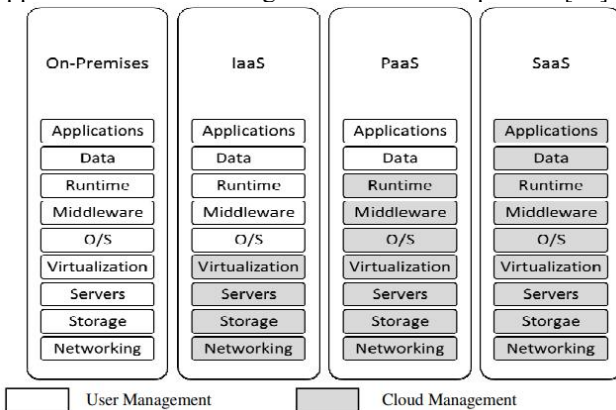 On-Premises IaaS PaaS SaaS
Applications Applications Applications Applications
Data Data Data Data
Runtime Runtime Runtime Runtime
Middleware Middleware Middleware Middleware
O/S O/S O/S O/S
Virtualization Virtualization Virtualization Virtualization
Servers Servers Servers Servers
Storage Storage Storage Storgae
Networking Networking Networking Networking
User Management Cloud Management